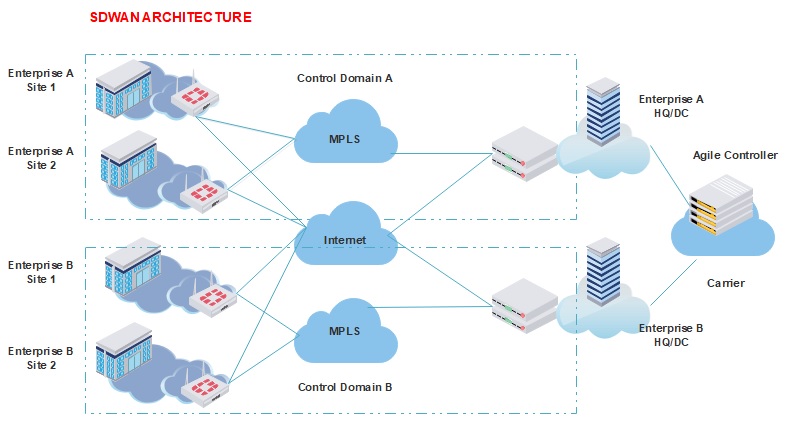 SDWAN ARCHITECTURE
Enterprise A
Site 1
Control Domain A
Enterprise A
HQ/DC
MPLS
Enterprise A
Site 2
Agile Controller
Internet
Enterprise B
Site 1
Carrier
MPLS
Enterprise B
HQ/DC
Enterprise B
Site 2
Control Domain B